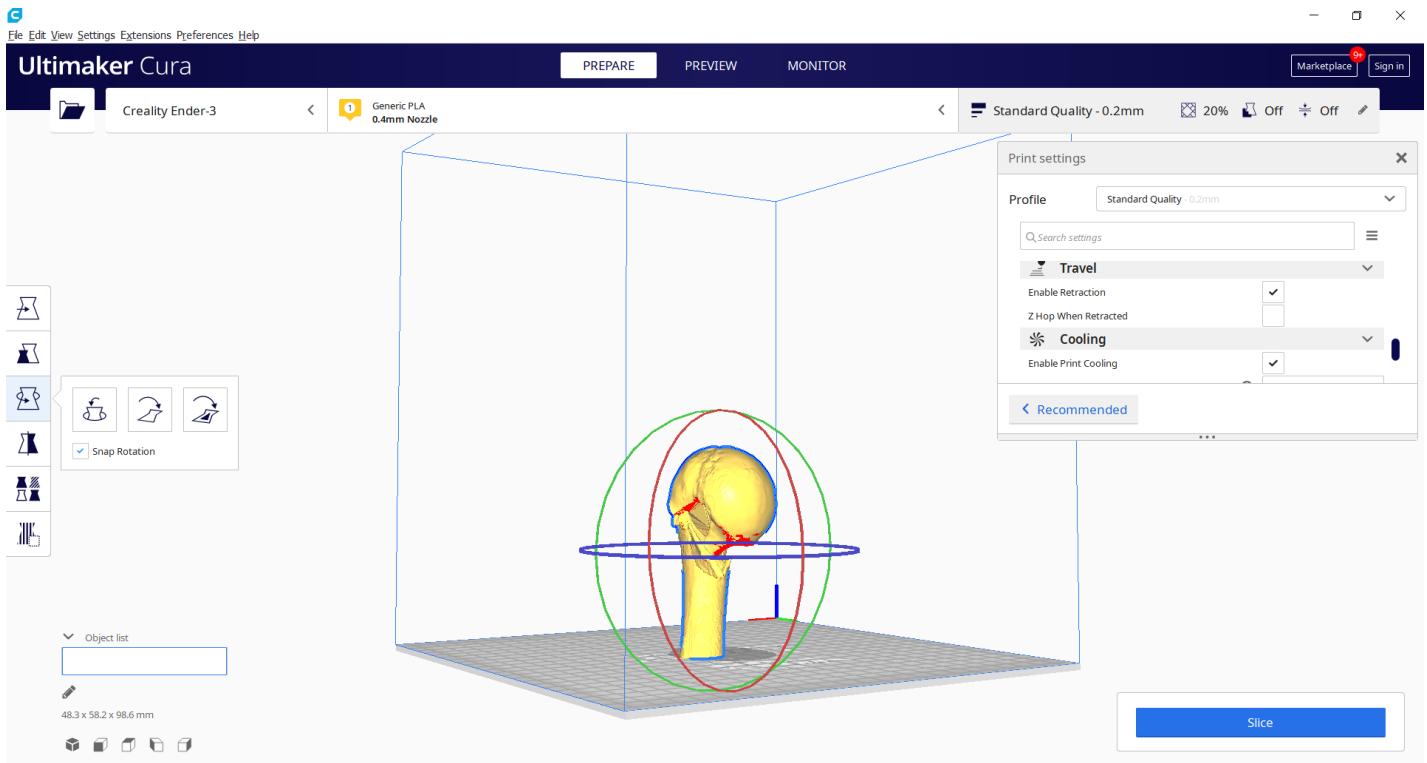 File Edit View Settings Extensions Preferences Help
Ultimaker Cura
PREPARE
PREVIEW
MONITOR
Marketplace
9+
Sign in
Creality Ender-3
1
Generic PLA
0.4mm Nozzle
Standard Quality - 0.2mm
20%
Off
Off
Print settings
Profile
Standard Quality - 0.2mm
Search settings
Travel
Enable Retraction
Z Hop When Retracted
Cooling
Enable Print Cooling
Recommended
Snap Rotation
Object list
48.3 x 58.2 x 98.6 mm
Slice